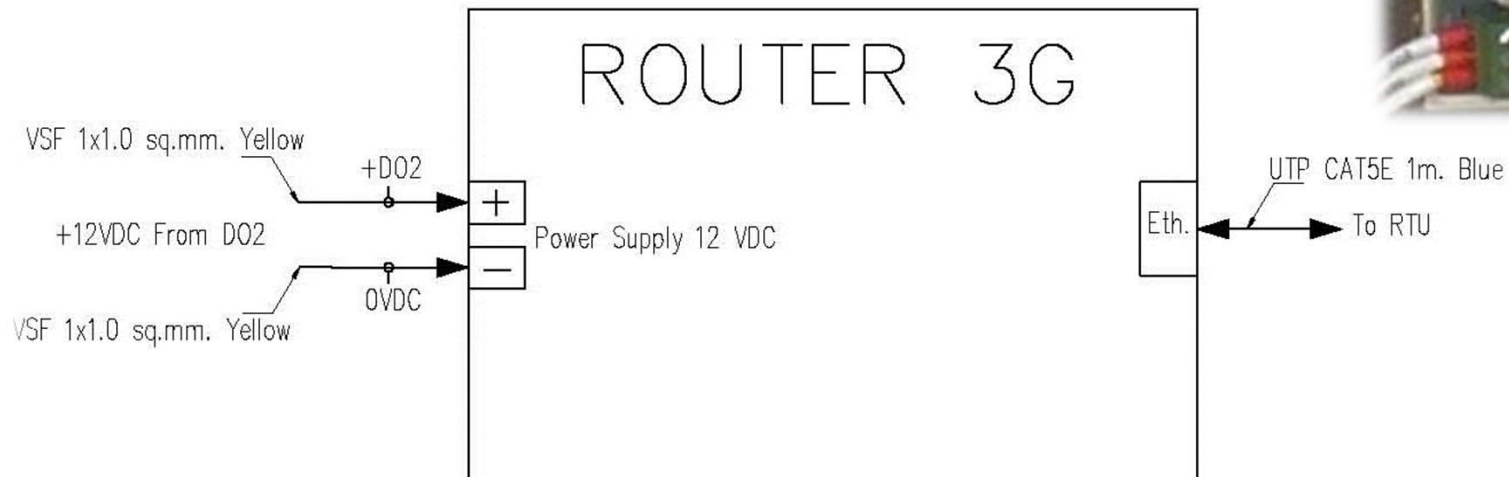 ROUTER 3G
VSF 1x1.0 sq.mm. Yellow
+DO2
+
+12VDC From DO2
Power Supply 12 VDC
−
0VDC
VSF 1x1.0 sq.mm. Yellow
Eth.
UTP CAT5E 1m. Blue
To RTU